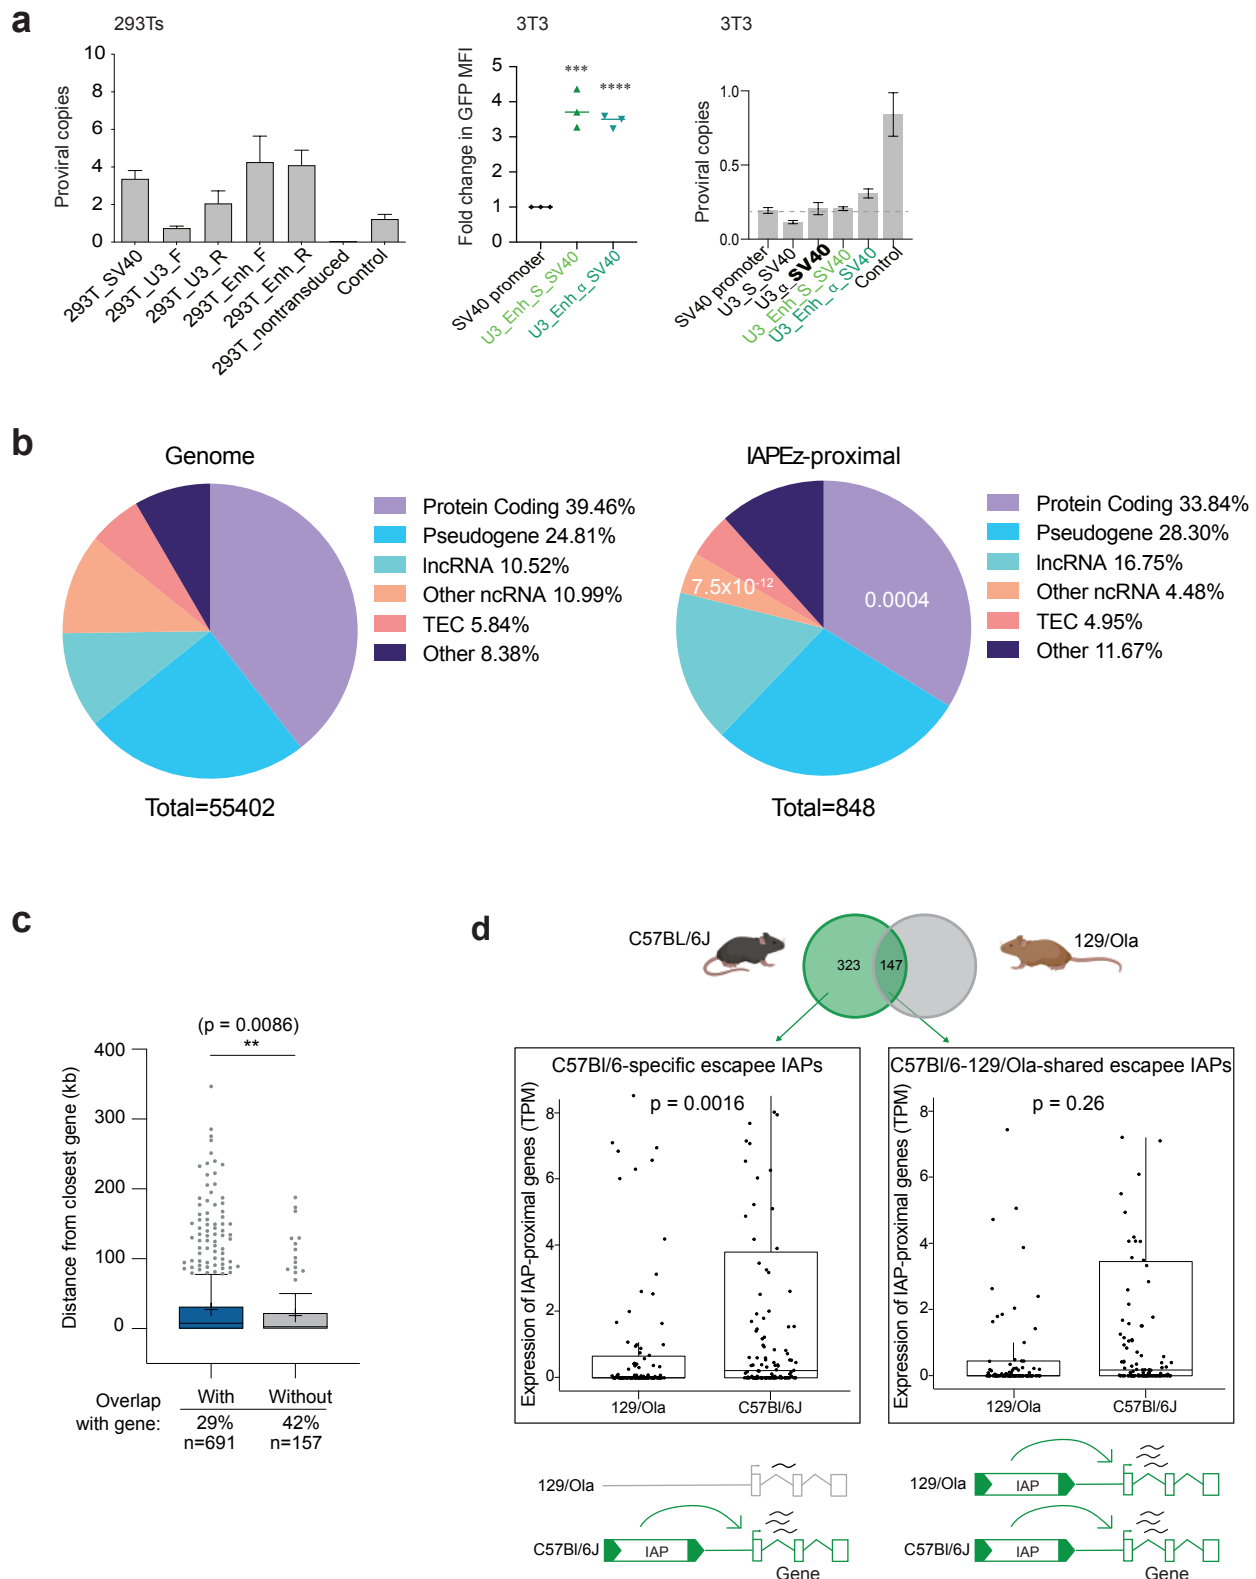 a
293Ts
Proviral copies
10
8
6
4
2
0
293T_SV40
293T_U3_F
293T_U3_R
293T_Enh_F
293T_Enh_R
293T_nontransduced
Control
3T3
Fold change in GFP MFI
5
4
3
2
1
0
***
****
SV40 promoter
U3_Enh_S_SV40
U3_Enh_α_SV40
3T3
Proviral copies
1.0
0.5
0.0
SV40 promoter
U3_S_SV40
U3_α_SV40
U3_Enh_S_SV40
U3_Enh_α_SV40
Control
b
Genome
Protein Coding 39.46%
Pseudogene 24.81%
lncRNA 10.52%
Other ncRNA 10.99%
TEC 5.84%
Other 8.38%
Total=55402
IAPEz-proximal
7.5x10-12
0.0004
Protein Coding 33.84%
Pseudogene 28.30%
lncRNA 16.75%
Other ncRNA 4.48%
TEC 4.95%
Other 11.67%
Total=848
c
(p = 0.0086)
**
Distance from closest gene (kb)
400
300
200
100
0
Overlap with gene:
With Without
29% 42%
n=691 n=157
d
C57BL/6J
129/Ola
323
147
C57Bl/6-specific escapee IAPs
p = 0.0016
Expression of IAP-proximal genes (TPM)
8
6
4
2
0
129/Ola C57Bl/6J
C57Bl/6-129/Ola-shared escapee IAPs
p = 0.26
Expression of IAP-proximal genes (TPM)
8
6
4
2
0
129/Ola C57Bl/6J
129/Ola
C57Bl/6J
IAP
Gene
129/Ola
IAP
C57Bl/6J
IAP
Gene